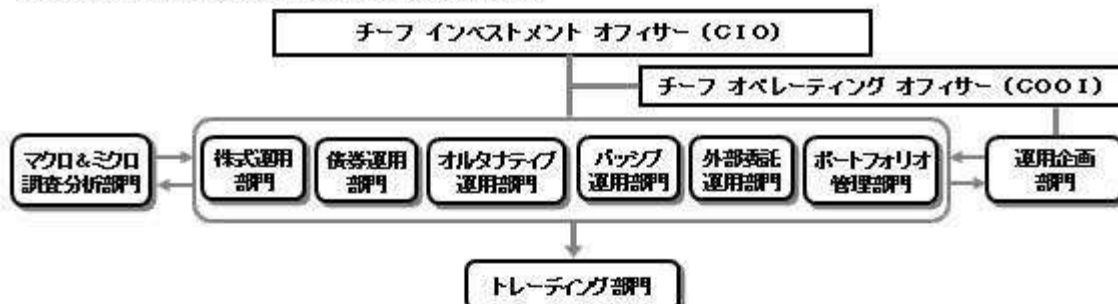 チーフ インベストメント オフィサー (CIO)
チーフ オペレーティング オフィサー (COOI)
マクロ&ミクロ
調査分析部門
株式運用
部門
債券運用
部門
オルタナティブ
運用部門
パッシブ
運用部門
外部委託
運用部門
ポートフォリオ
管理部門
運用企画
部門
トレーディング部門